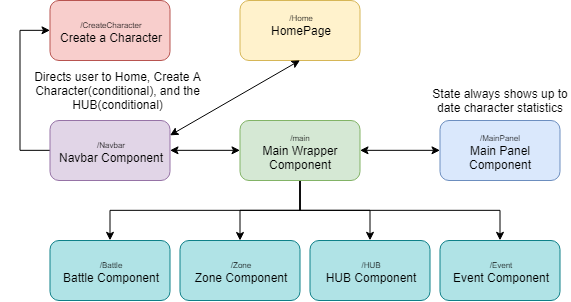 /CreateCharacter
Create a Character
/Home
HomePage
Directs user to Home, Create A
Character(conditional), and the
HUB(conditional)
State always shows up to
date character statistics
/Navbar
Navbar Component
/main
Main Wrapper
Component
/MainPanel
Main Panel
Component
/Battle
Battle Component
/Zone
Zone Component
/HUB
HUB Component
/Event
Event Component